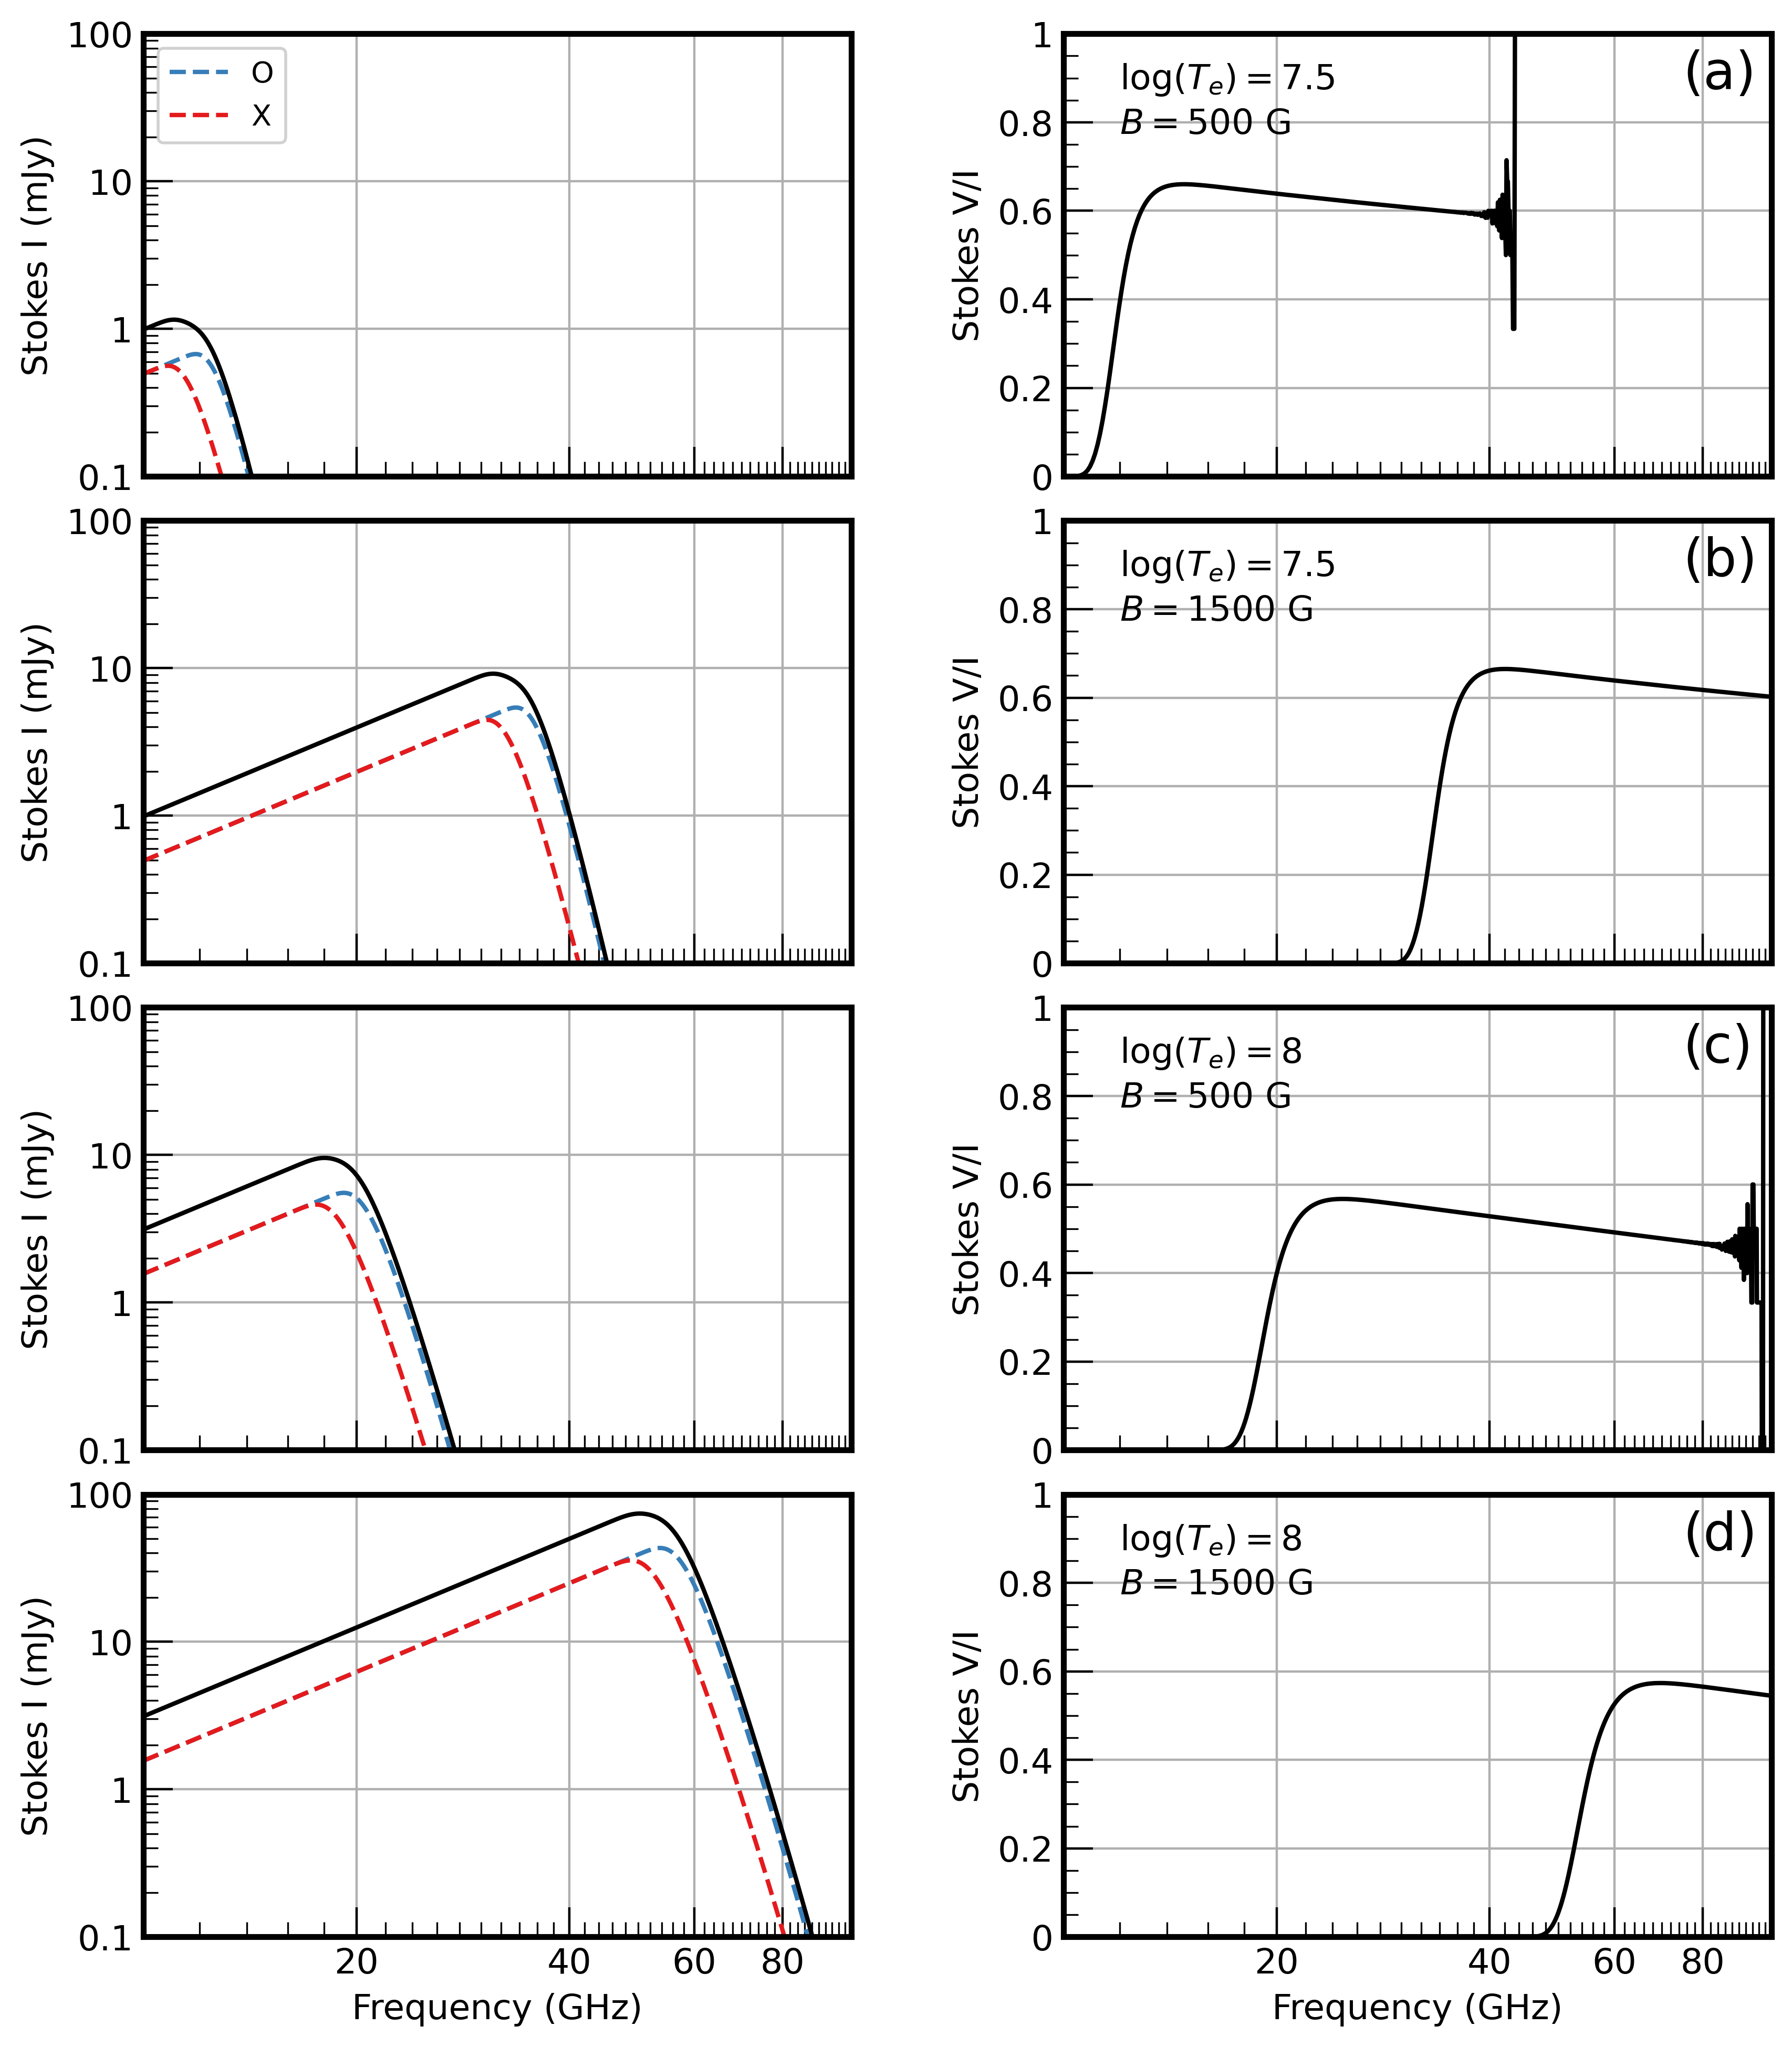 100
10
1
0.1
Stokes I (mJy)
O
X
1
0.8
0.6
0.4
0.2
0
Stokes V/I
log(Tₑ) = 7.5
B = 500 G
(a)
100
10
1
0.1
Stokes I (mJy)
1
0.8
0.6
0.4
0.2
0
Stokes V/I
log(Tₑ) = 7.5
B = 1500 G
(b)
100
10
1
0.1
Stokes I (mJy)
1
0.8
0.6
0.4
0.2
0
Stokes V/I
log(Tₑ) = 8
B = 500 G
(c)
100
10
1
0.1
Stokes I (mJy)
20 40 60 80
Frequency (GHz)
1
0.8
0.6
0.4
0.2
0
Stokes V/I
log(Tₑ) = 8
B = 1500 G
(d)
20 40 60 80
Frequency (GHz)